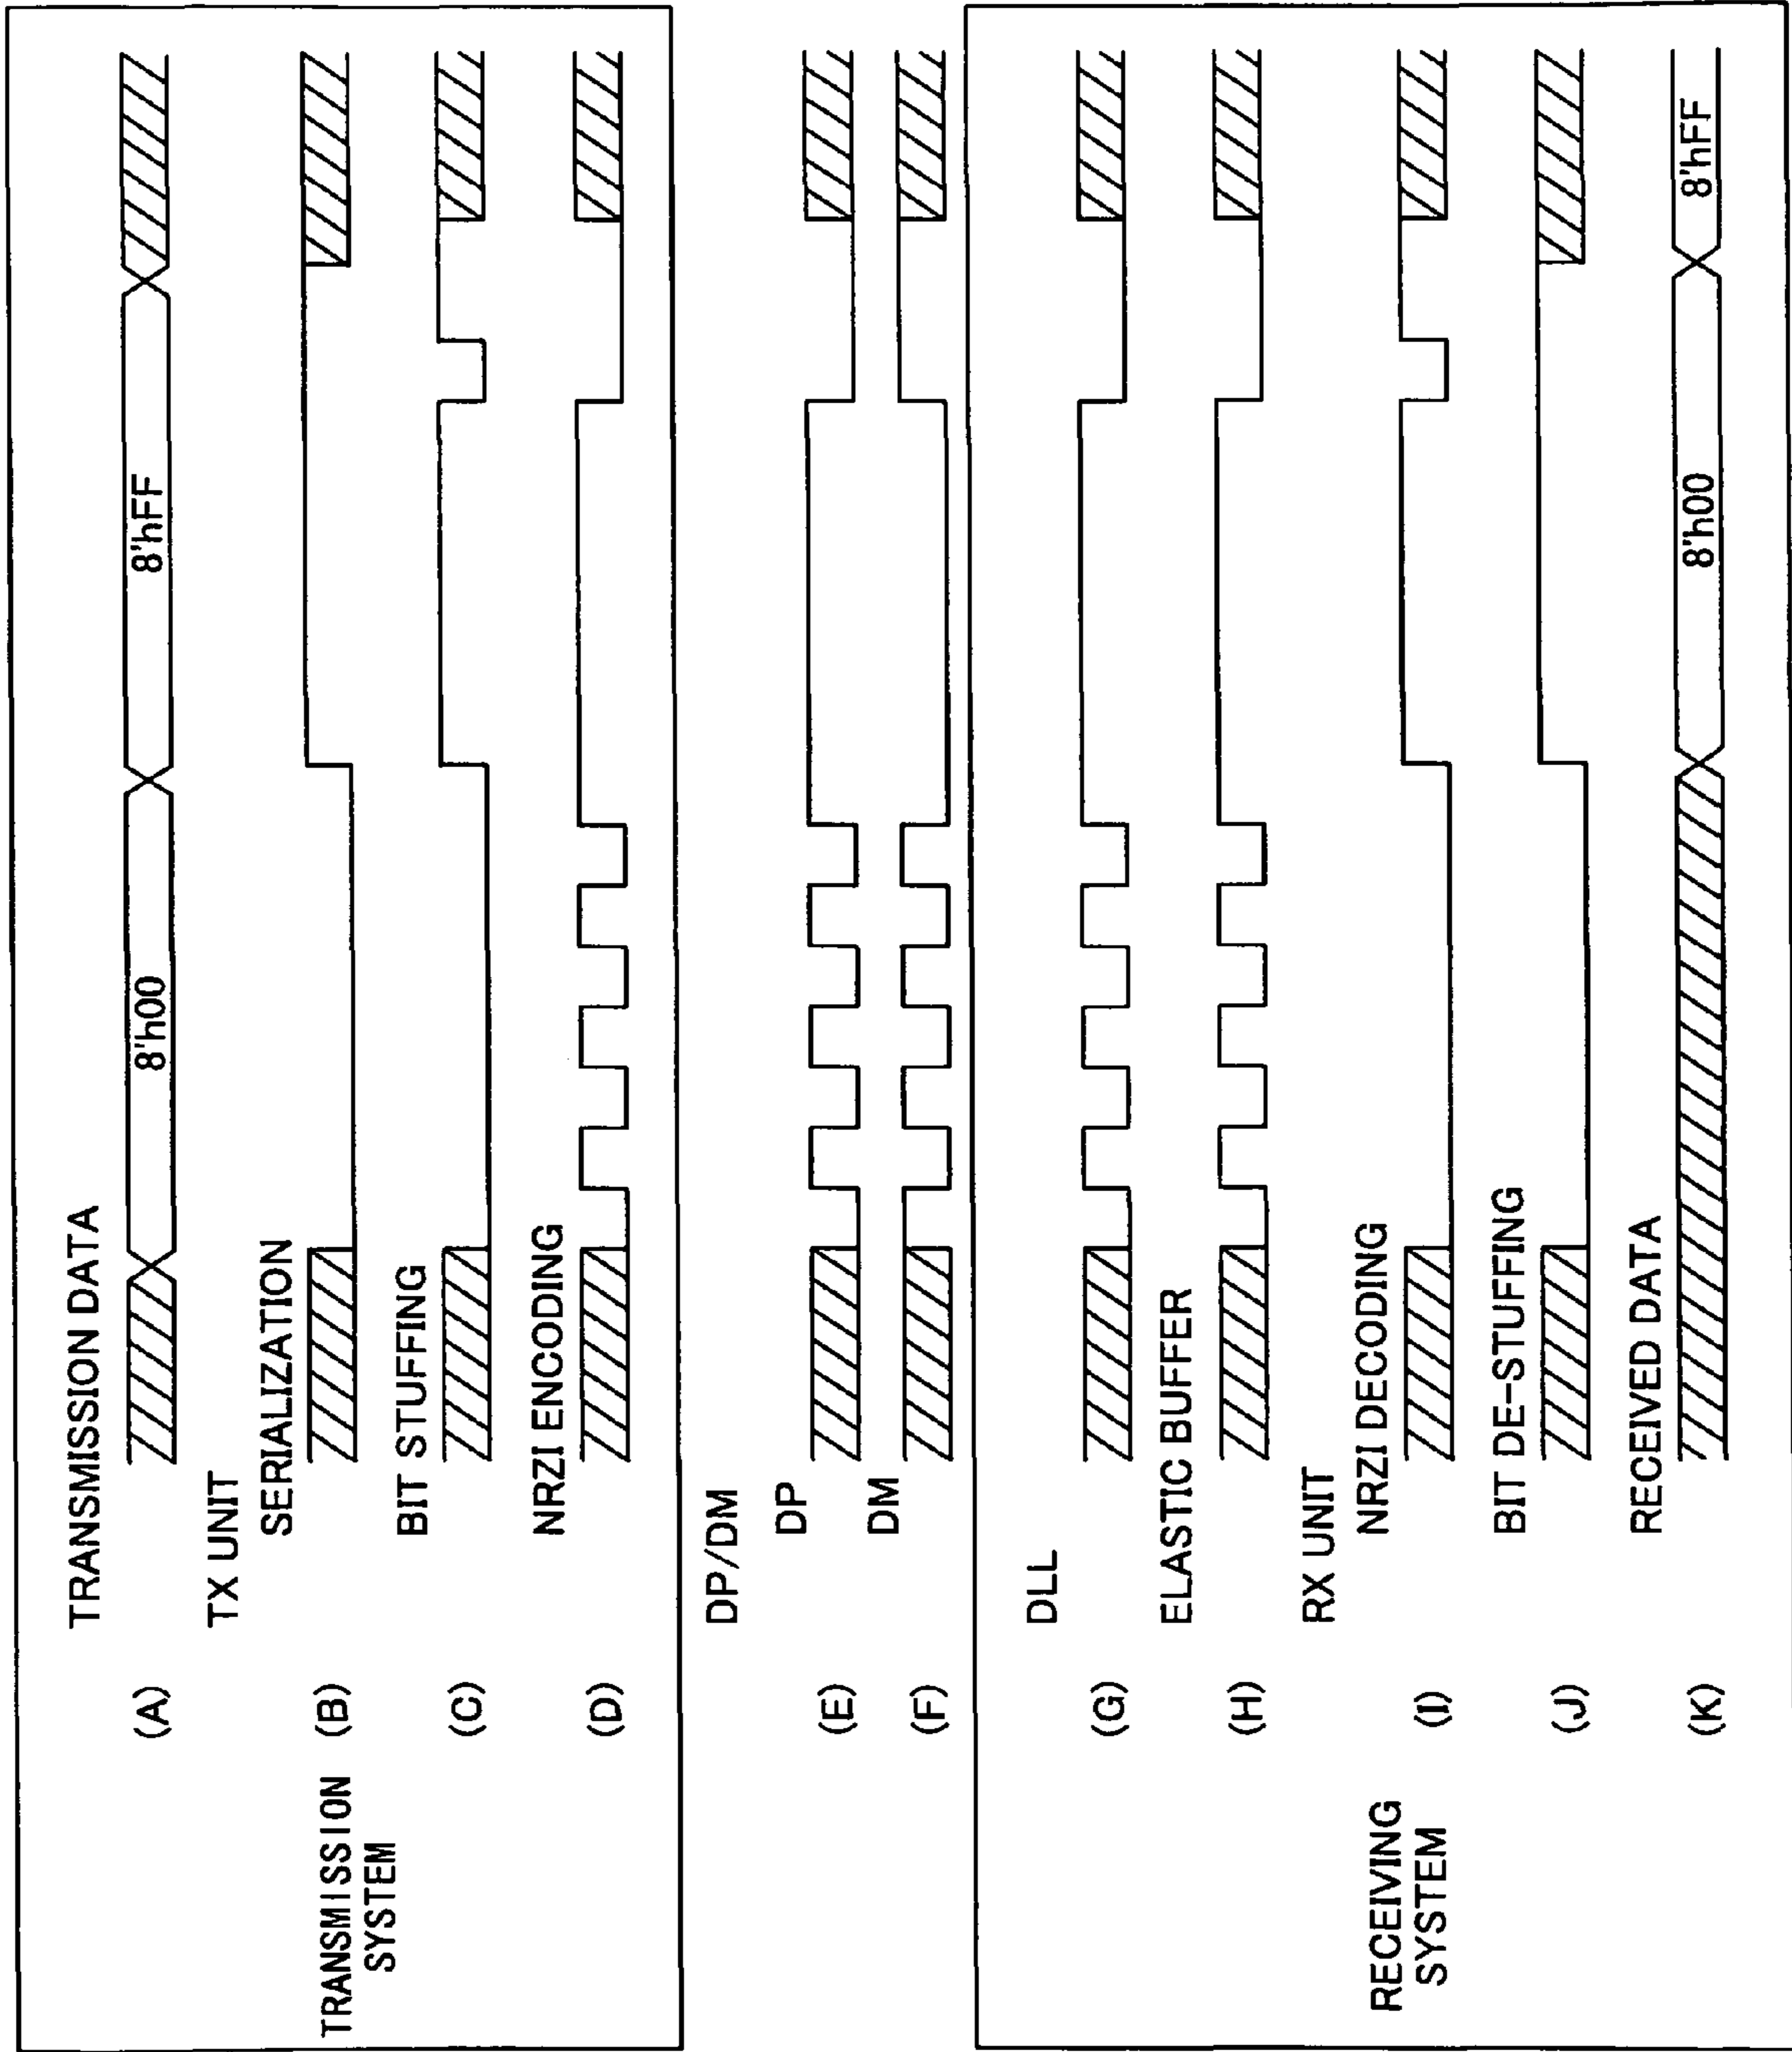 TRANSMISSION
SYSTEM
TRANSMISSION DATA
(A)
8'h00
8'hFF
TX UNIT
SERIALIZATION
(B)
BIT STUFFING
(C)
NRZI ENCODING
(D)
DP/DM
DP
(E)
DM
(F)
RECEIVING
SYSTEM
DLL
(G)
ELASTIC BUFFER
(H)
RX UNIT
NRZI DECODING
(I)
BIT DE-STUFFING
(J)
RECEIVED DATA
(K)
8'h00
8'hFF